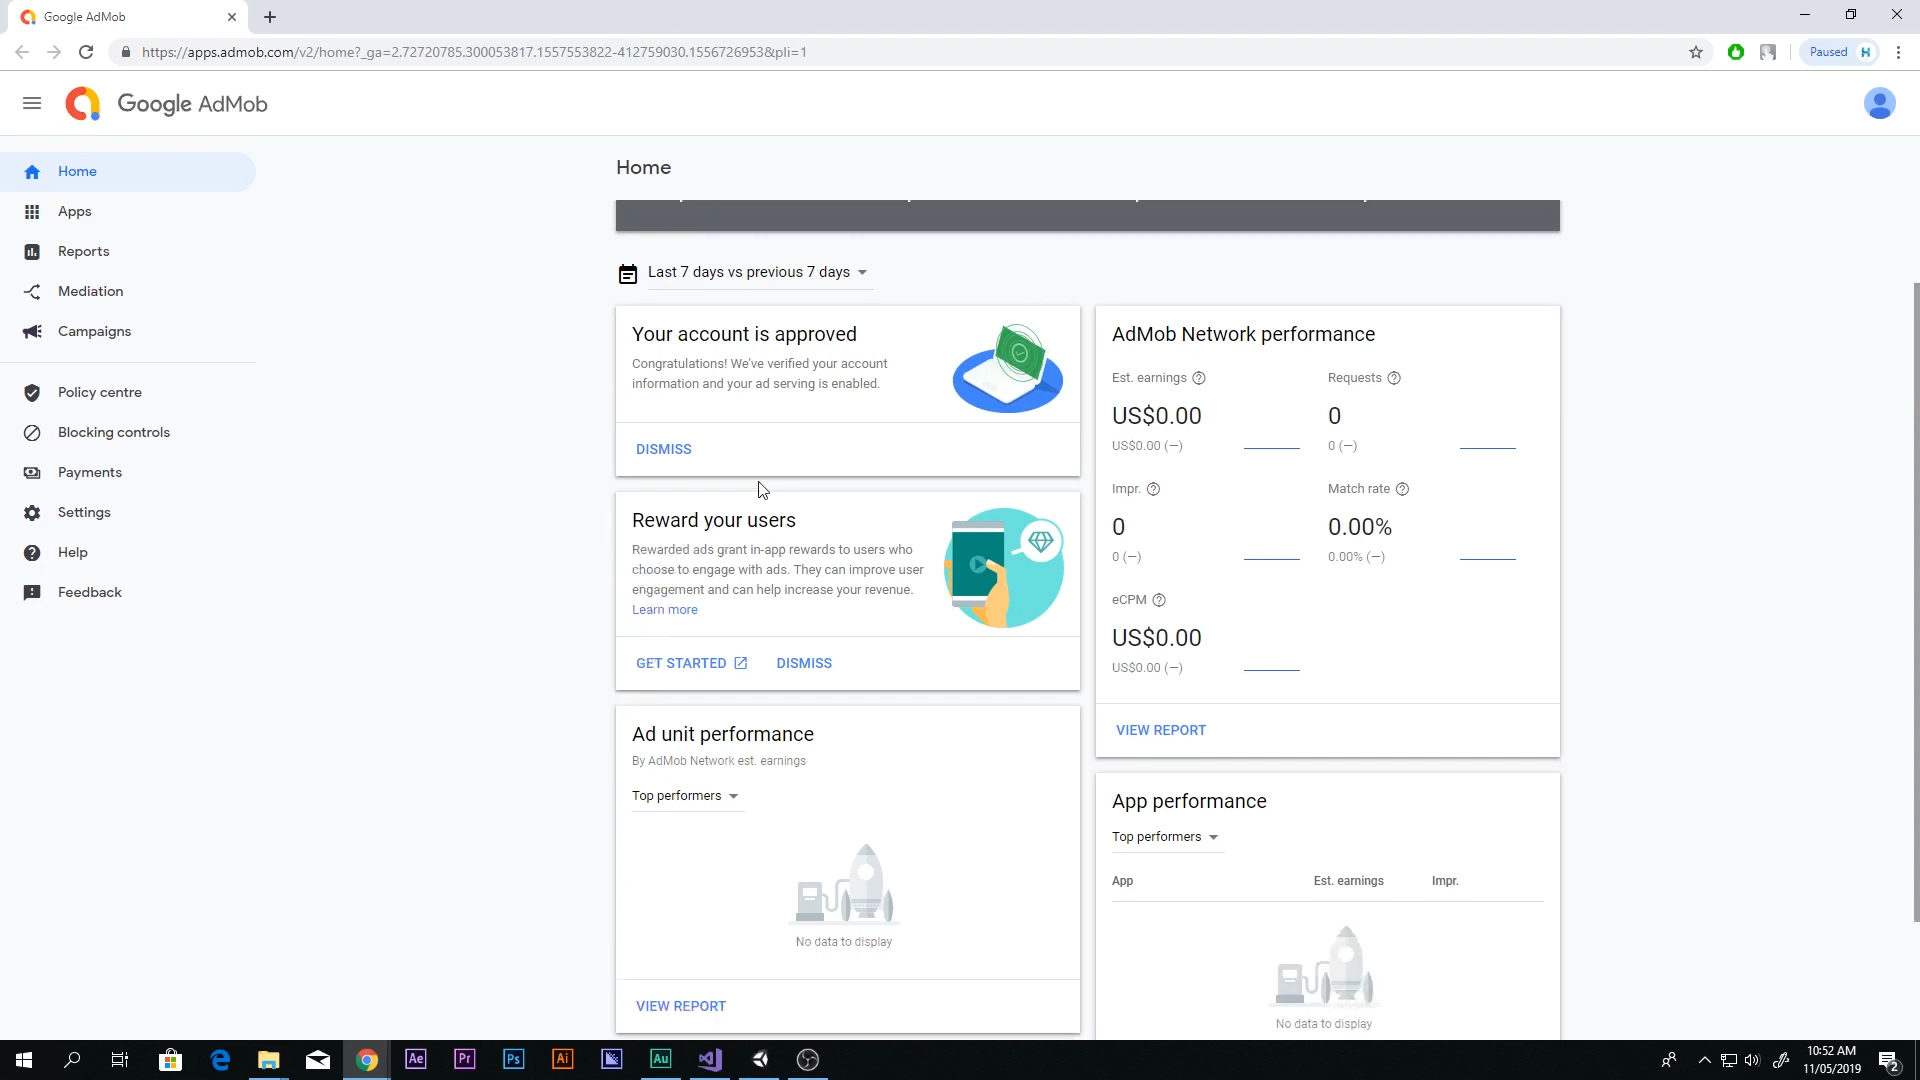 Google AdMob
https://apps.admob.com/v2/home?_ga=2.72720785.300053817.1557553822-412759030.1556726953&pli=1
Paused H
Google AdMob
Home
Apps
Reports
Mediation
Campaigns
Policy centre
Blocking controls
Payments
Settings
Help
Feedback
Home
Last 7 days vs previous 7 days
Your account is approved
Congratulations! We've verified your account
information and your ad serving is enabled.
DISMISS
Reward your users
Rewarded ads grant in-app rewards to users who
choose to engage with ads. They can improve user
engagement and can help increase your revenue.
Learn more
GET STARTED DISMISS
Ad unit performance
By AdMob Network est. earnings
Top performers
No data to display
VIEW REPORT
AdMob Network performance
Est. earnings Requests
US$0.00 0
US$0.00 (—) 0 (—)
Impr. Match rate
0 0.00%
0 (—) 0.00% (—)
eCPM
US$0.00
US$0.00 (—)
VIEW REPORT
App performance
Top performers
App Est. earnings Impr.
No data to display
Ae Pr Ps Ai Au
10:52 AM
11/05/2019
2